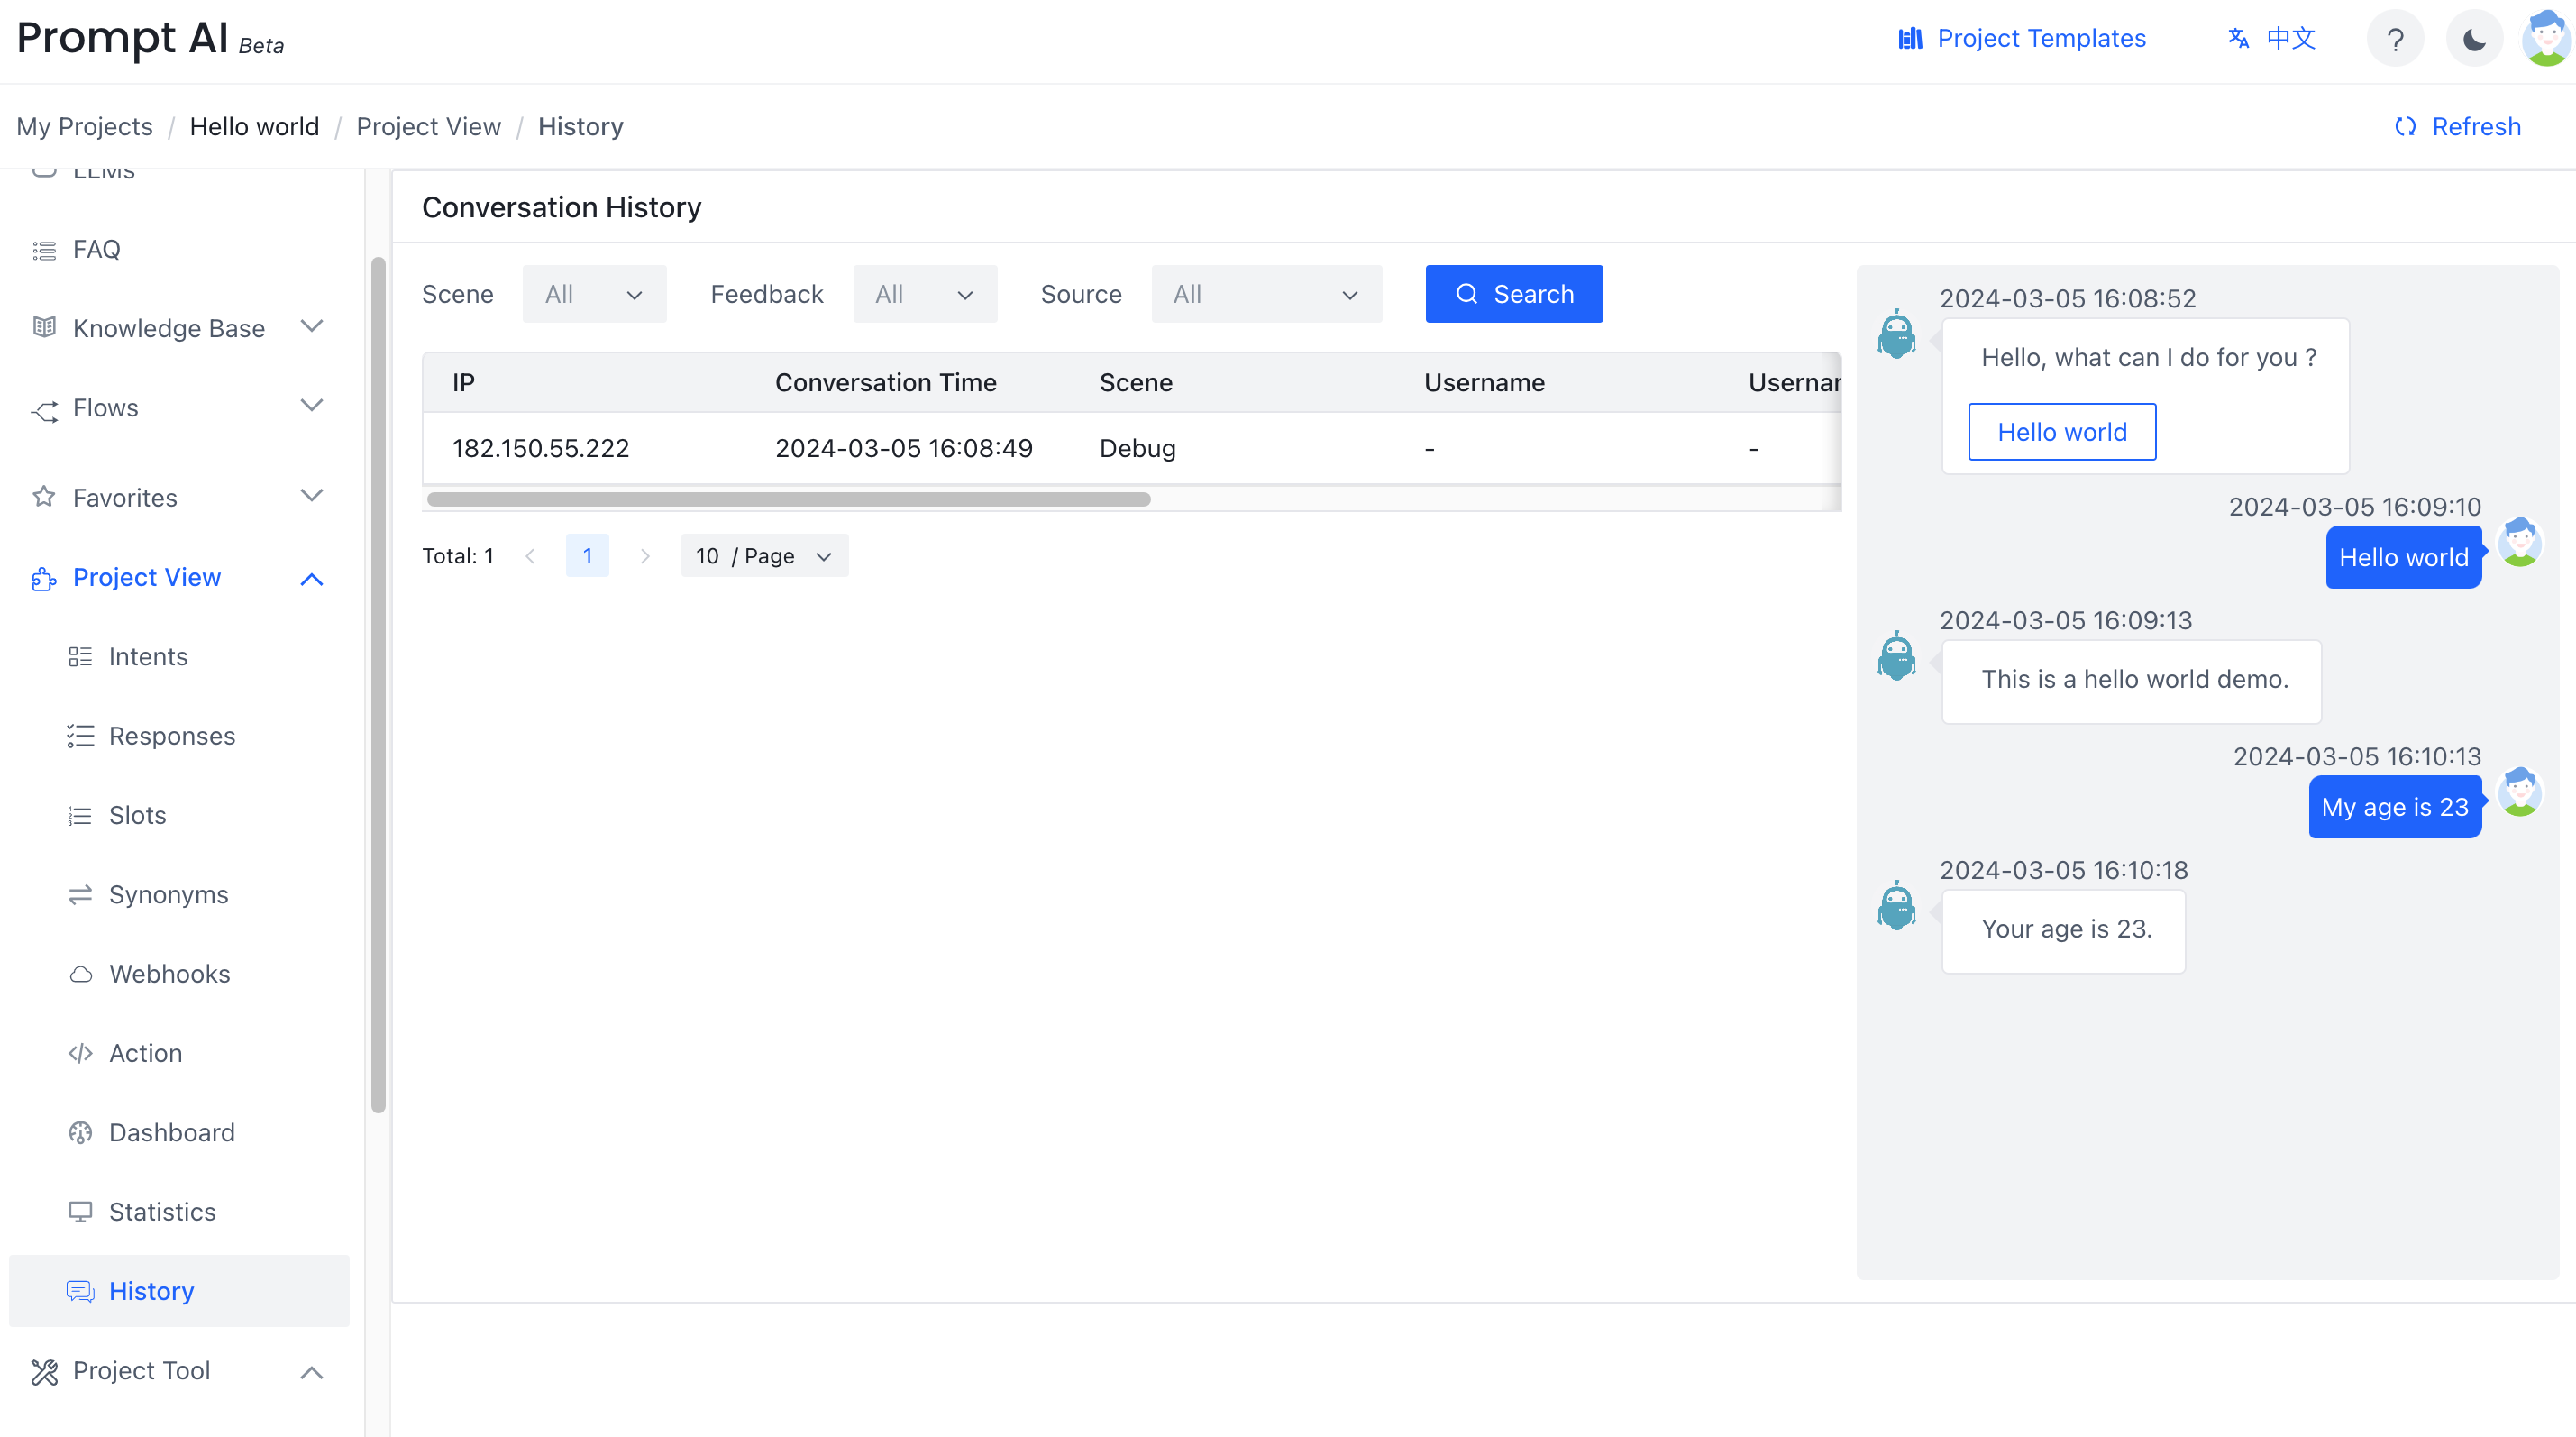 Prompt AI Beta
Project Templates
中文
?
My Projects / Hello world / Project View / History
Refresh
LLMs
FAQ
Knowledge Base
Flows
Favorites
Project View
Intents
Responses
Slots
Synonyms
Webhooks
Action
Dashboard
Statistics
History
Project Tool
Conversation History
Scene All Feedback All Source All Search
IP Conversation Time Scene Username Usernar
182.150.55.222 2024-03-05 16:08:49 Debug - -
Total: 1 1 10 / Page
2024-03-05 16:08:52
Hello, what can I do for you ?
Hello world
2024-03-05 16:09:10
Hello world
2024-03-05 16:09:13
This is a hello world demo.
2024-03-05 16:10:13
My age is 23
2024-03-05 16:10:18
Your age is 23.